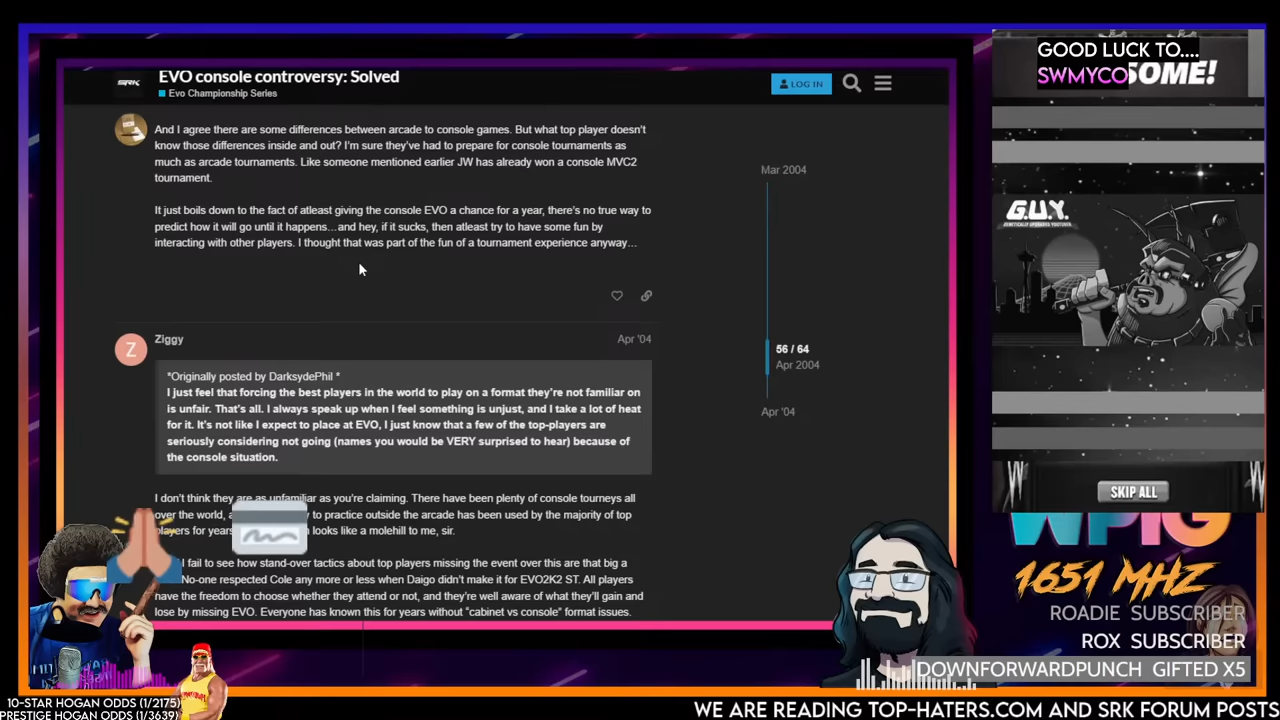 EVO console controversy: Solved
SRK
Evo Championship Series
LOG IN
And I agree there are some differences between arcade to console games. But what top player doesn't
know those differences inside and out? I'm sure they've had to prepare for console tournaments as
much as arcade tournaments. Like someone mentioned earlier JW has already won a console MVC2
tournament.
It just boils down to the fact of atleast giving the console EVO a chance for a year, there's no true way to
predict how it will go until it happens...and hey, if it sucks, then atleast try to have some fun by
interacting with other players. I thought that was part of the fun of a tournament experience anyway…
Z
Ziggy
Apr '04
*Originally posted by DarksydePhil *
I just feel that forcing the best players in the world to play on a format they're not familiar on
is unfair. That's all. I always speak up when I feel something is unjust, and I take a lot of heat
for it. It's not like I expect to place at EVO, I just know that a few of the top-players are
seriously considering not going (names you would be VERY surprised to hear) because of
the console situation.
I don't think they are as unfamiliar as you're claiming. There have been plenty of console tourneys all
over the world, to practice outside the arcade has been used by the majority of top
players for years looks like a molehill to me, sir.
I fail to see how stand-over tactics about top players missing the event over this are that big a
No-one respected Cole any more or less when Daigo didn't make it for EVO2K2 ST. All players
have the freedom to choose whether they attend or not, and they're well aware of what they'll gain and
lose by missing EVO. Everyone has known this for years without "cabinet vs console" format issues.
Mar 2004
56 / 64
Apr 2004
Apr '04
GOOD LUCK TO....
SWMYCO
SOME!
G.U.Y.
GENETICALLY UPGRADED YOUTUBER
SKIP ALL
WPIG
1651 MHZ
ROADIE SUBSCRIBER
ROX SUBSCRIBER
DOWNFORWARDPUNCH GIFTED X5
10-STAR HOGAN ODDS (1/2175)
PRESTIGE HOGAN ODDS (1/3639)
WE ARE READING TOP-HATERS.COM AND SRK FORUM POSTS